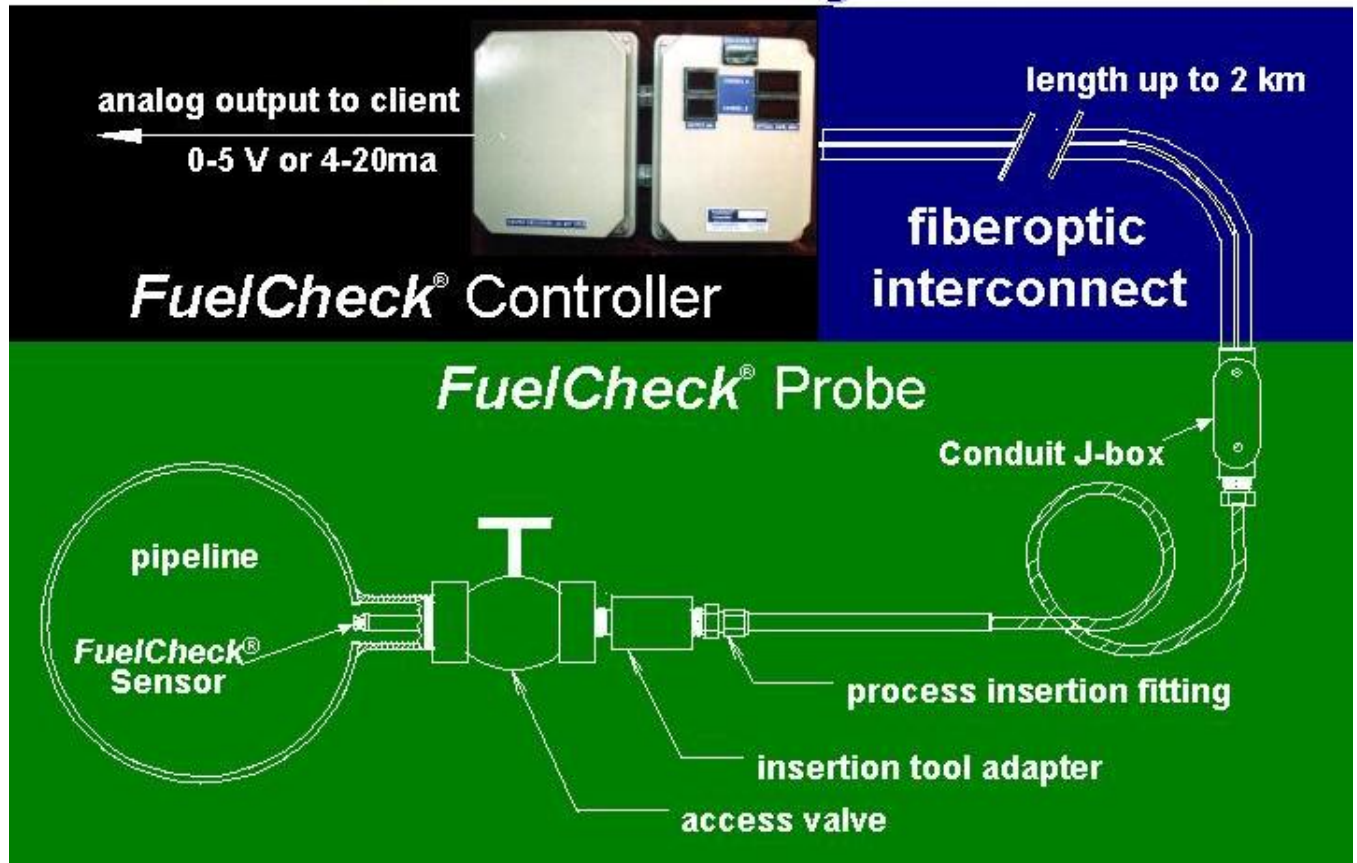 analog output to client
0-5 V or 4-20ma
FuelCheck® Controller
length up to 2 km
fiberoptic
interconnect
FuelCheck® Probe
Conduit J-box
pipeline
FuelCheck®
Sensor
process insertion fitting
insertion tool adapter
access valve